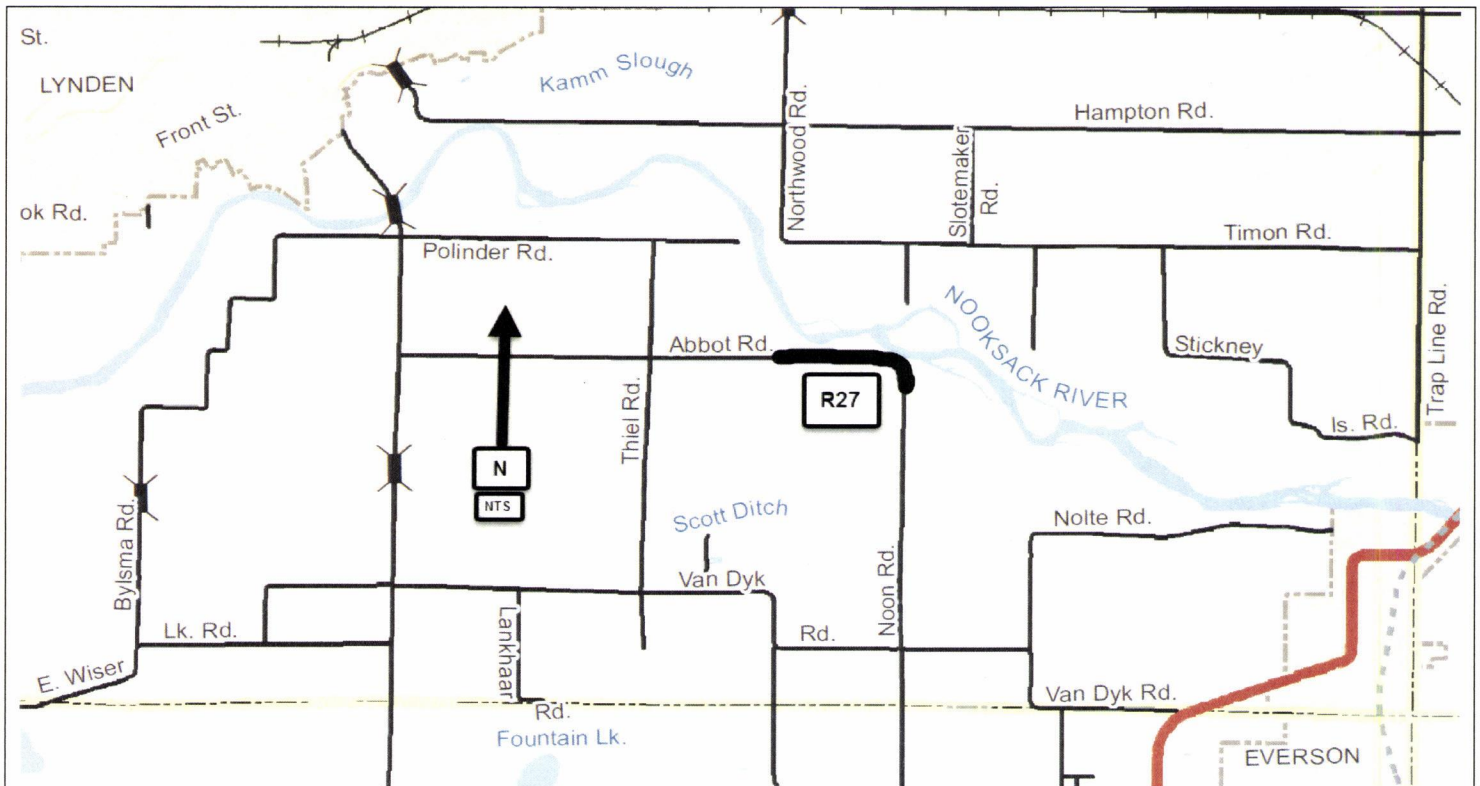 St.
LYNDEN
Kamm Slough
Front St.
Northwood Rd.
Hampton Rd.
Slotemaker
Rd.
ok Rd.
Polinder Rd.
Timon Rd.
NOOKSACK RIVER
Trap Line Rd.
Abbot Rd.
Stickney
R27
Thiel Rd.
Is. Rd.
N
NTS
Bylsma Rd.
Scott Ditch
Nolte Rd.
Noon Rd.
Van Dyk
Lankhaar
Lk. Rd.
Rd.
E. Wiser
Van Dyk Rd.
Rd.
Fountain Lk.
EVERSON